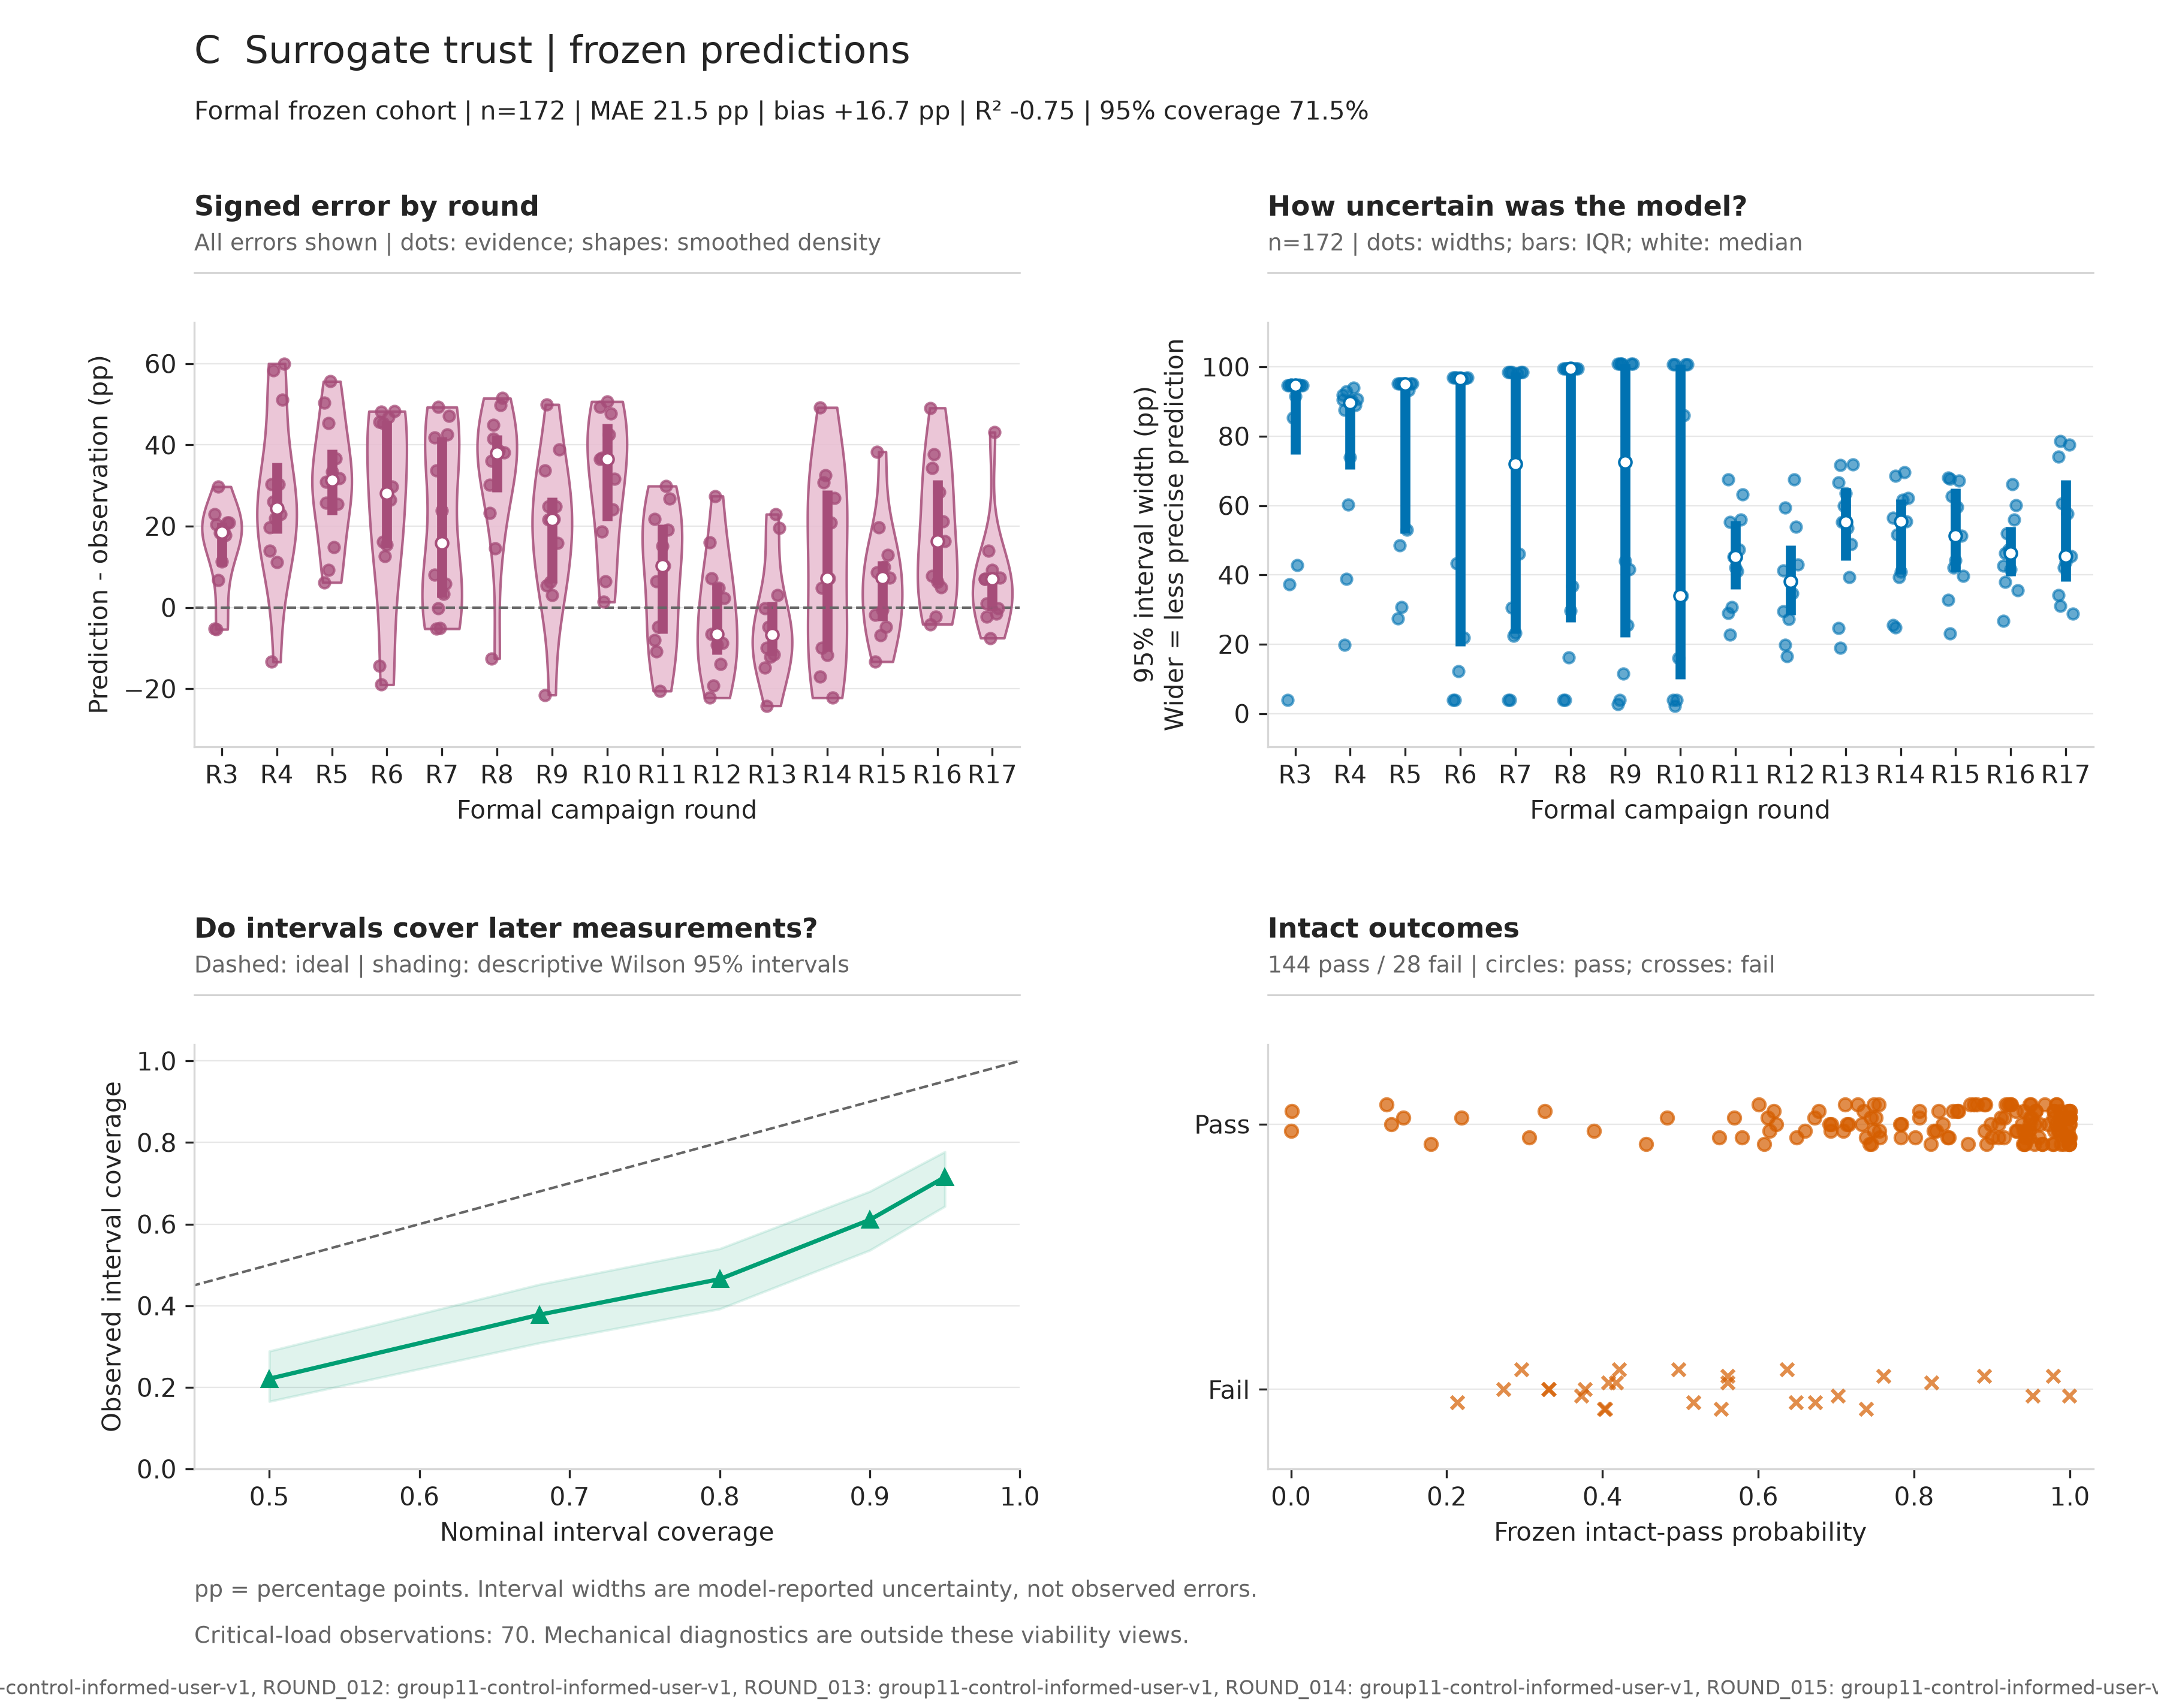 C  Surrogate trust | frozen predictions
Formal frozen cohort | n=172 | MAE 21.5 pp | bias +16.7 pp | R² -0.75 | 95% coverage 71.5%
Signed error by round
All errors shown | dots: evidence; shapes: smoothed density
Prediction - observation (pp)
60
40
20
0
−20
R3 R4 R5 R6 R7 R8 R9 R10 R11 R12 R13 R14 R15 R16 R17
Formal campaign round
How uncertain was the model?
n=172 | dots: widths; bars: IQR; white: median
95% interval width (pp)
Wider = less precise prediction
100
80
60
40
20
0
R3 R4 R5 R6 R7 R8 R9 R10 R11 R12 R13 R14 R15 R16 R17
Formal campaign round
Do intervals cover later measurements?
Dashed: ideal | shading: descriptive Wilson 95% intervals
Observed interval coverage
1.0
0.8
0.6
0.4
0.2
0.0
0.5 0.6 0.7 0.8 0.9 1.0
Nominal interval coverage
Intact outcomes
144 pass / 28 fail | circles: pass; crosses: fail
Pass
Fail
0.0 0.2 0.4 0.6 0.8 1.0
Frozen intact-pass probability
pp = percentage points. Interval widths are model-reported uncertainty, not observed errors.
Critical-load observations: 70. Mechanical diagnostics are outside these viability views.
-control-informed-user-v1, ROUND_012: group11-control-informed-user-v1, ROUND_013: group11-control-informed-user-v1, ROUND_014: group11-control-informed-user-v1, ROUND_015: group11-control-informed-user-v